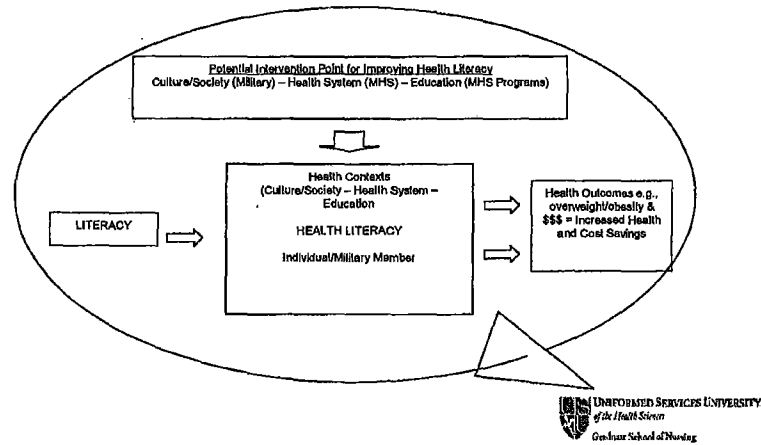 Potential Intervention Point for Improving Health Literacy
Culture/Society (Military) – Health System (MHS) – Education (MHS Programs)
Health Contexts
(Culture/Society – Health System –
Education
HEALTH LITERACY
Individual/Military Member
LITERACY
Health Outcomes e.g.,
overweight/obesity &
$$$ = Increased Health
and Cost Savings
UNIFORMED SERVICES UNIVERSITY
of the Health Sciences
Graduate School of Nursing